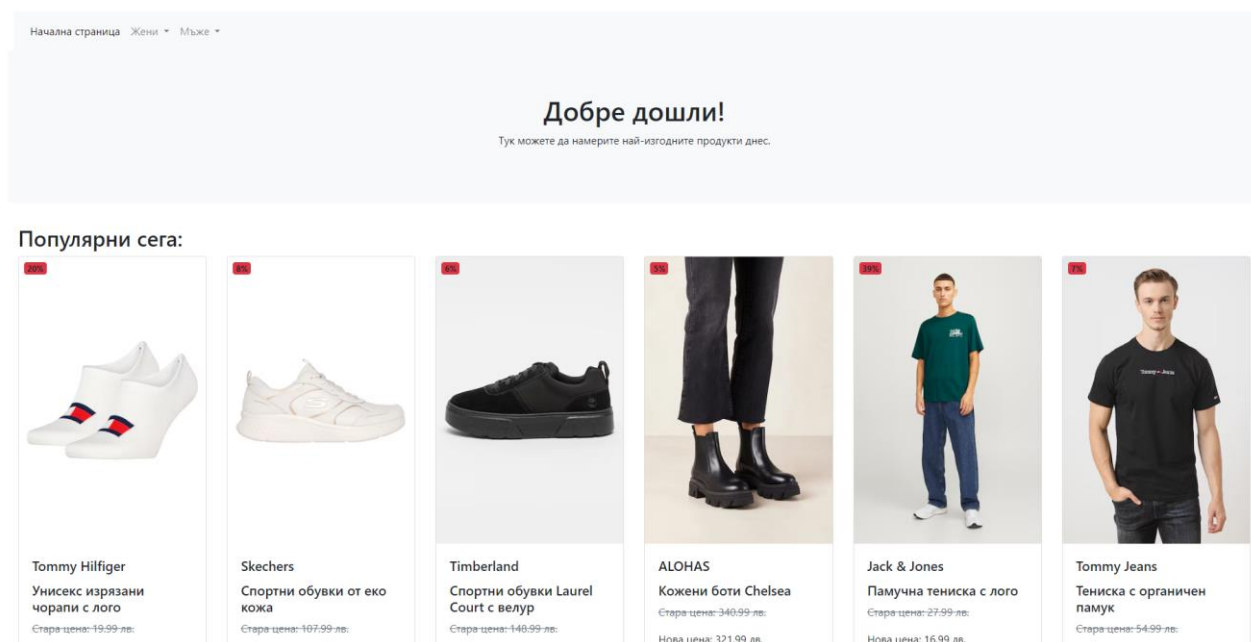 Начална страница Жени Мъже
Добре дошли!
Тук можете да намерите най-изгодните продукти днес.
Популярни сега:
20%
8%
6%
5%
39%
7%
Tommy Jeans
Tommy Hilfiger
Унисекс изрязани
чорапи с лого
Стара цена: 19.99 лв.
Skechers
Спортни обувки от еко
кожа
Стара цена: 107.99 лв.
Timberland
Спортни обувки Laurel
Court с велур
Стара цена: 148.99 лв.
ALOHAS
Кожени боти Chelsea
Стара цена: 340.99 лв.
Нова цена: 321.99 лв.
Jack & Jones
Памучна тениска с лого
Стара цена: 27.99 лв.
Нова цена: 16.99 лв.
Tommy Jeans
Тениска с органичен
памук
Стара цена: 54.99 лв.